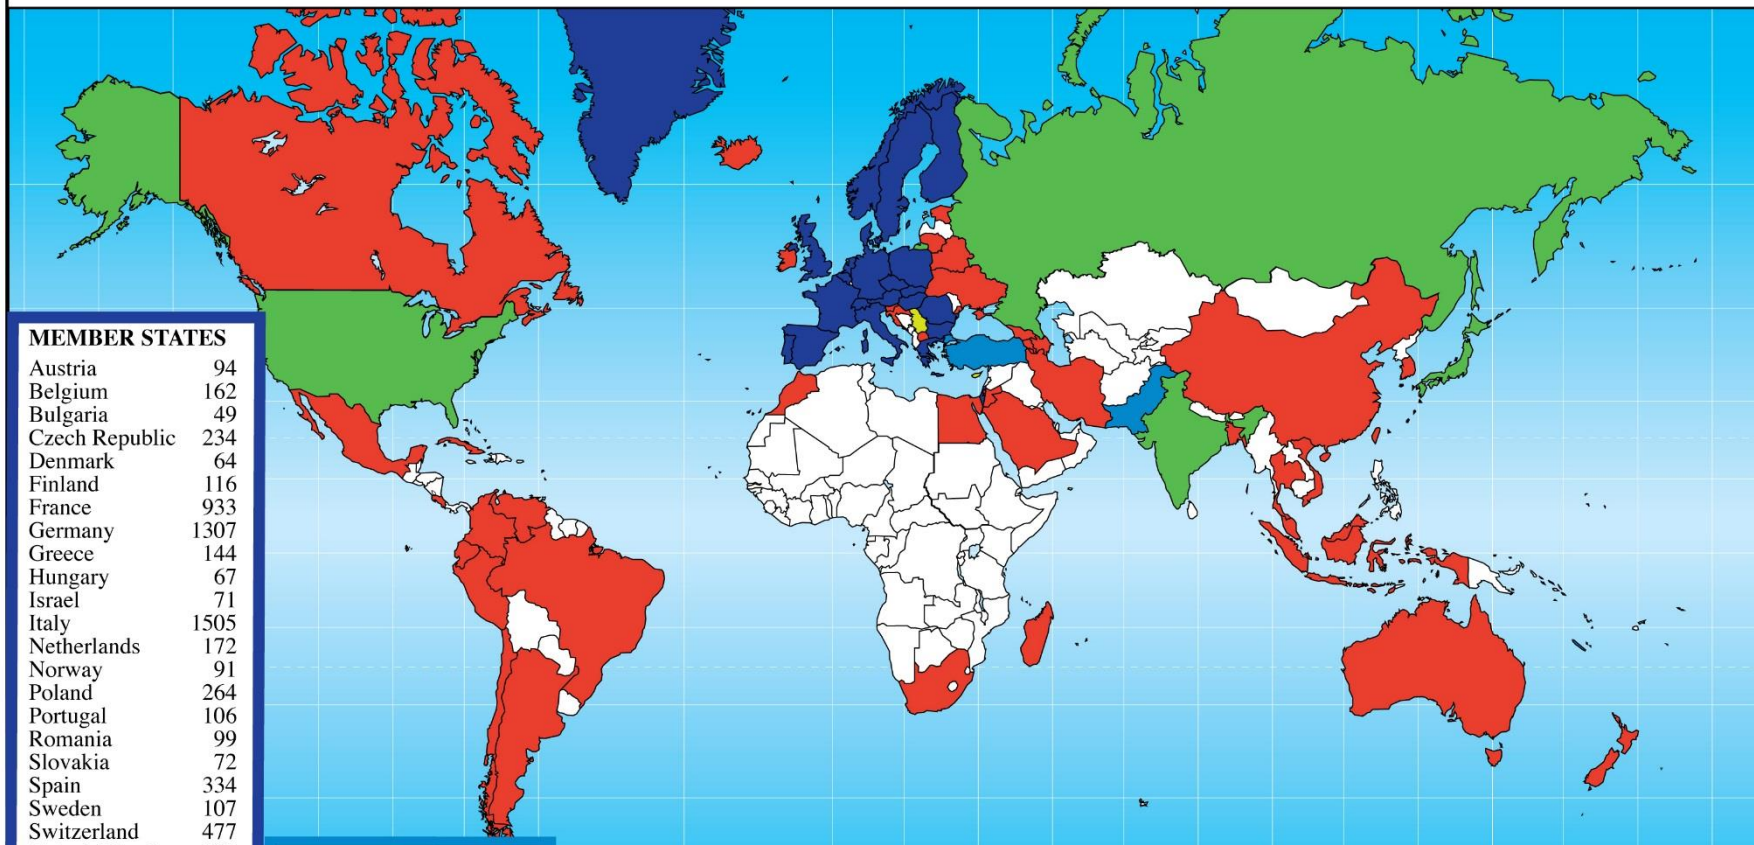 MEMBER STATES
Austria 94
Belgium 162
Bulgaria 49
Czech Republic 234
Denmark 64
Finland 116
France 933
Germany 1307
Greece 144
Hungary 67
Israel 71
Italy 1505
Netherlands 172
Norway 91
Poland 264
Portugal 106
Romania 99
Slovakia 72
Spain 334
Sweden 107
Switzerland 477